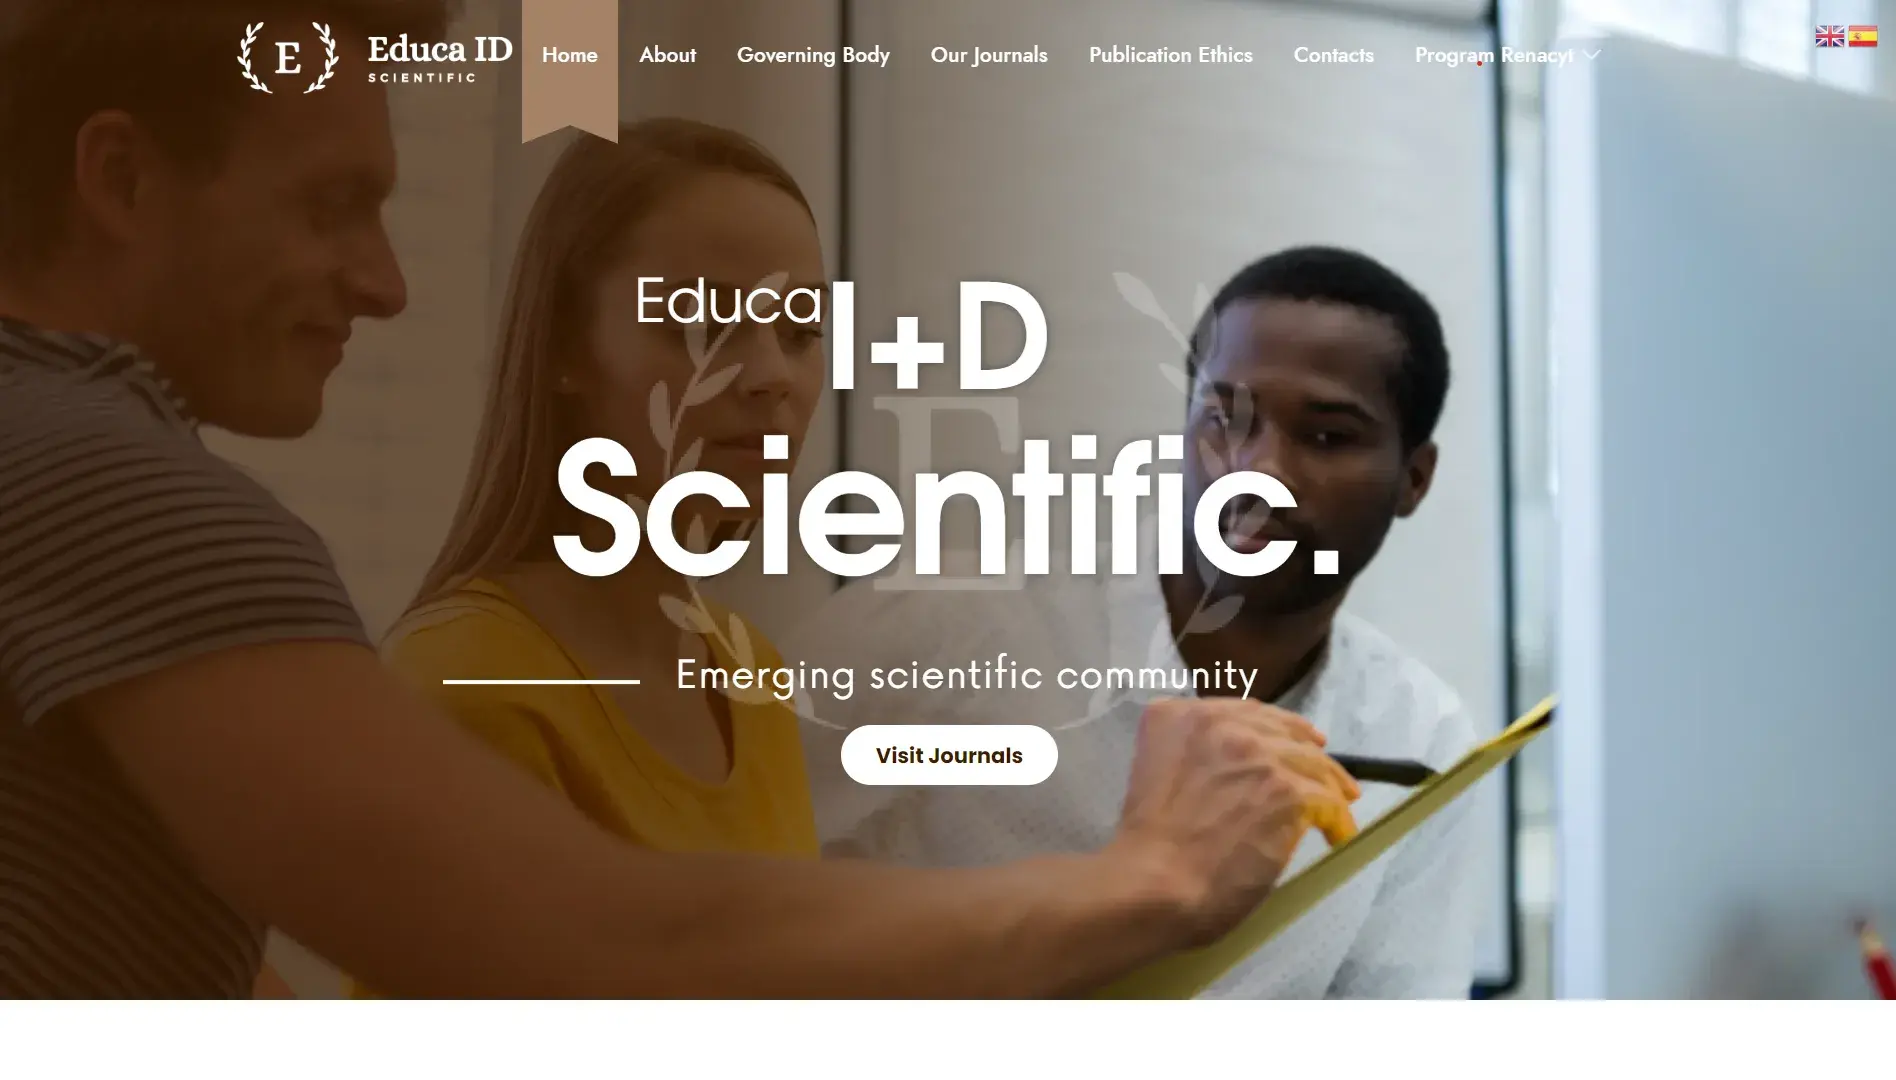 E
Educa ID
SCIENTIFIC
Home
About
Governing Body
Our Journals
Publication Ethics
Contacts
Program Renacyt
Educa I+D
Scientific.
E
Emerging scientific community
Visit Journals